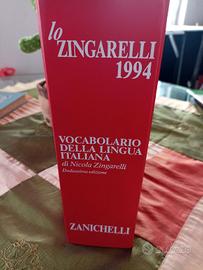 lo
ZINGARELLI
1994
VOCABOLARIO
DELLA LINGUA
ITALIANA
di Nicola Zingarelli
Dodicesima edizione
ZANICHELLI